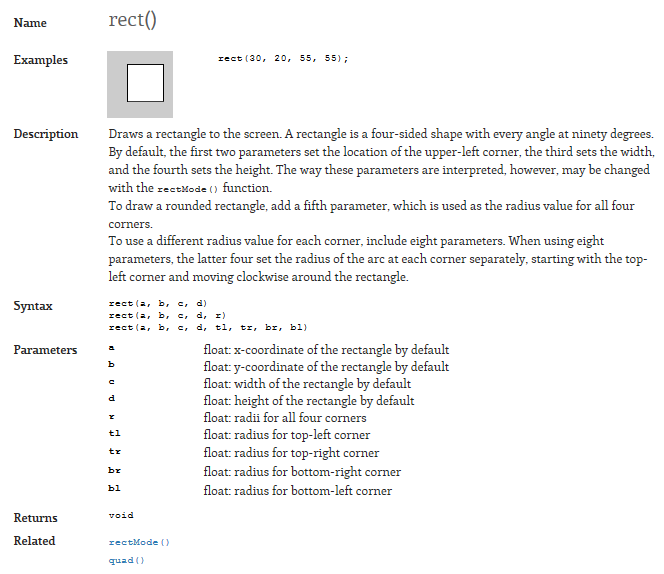 Name rect()
Examples rect(30, 20, 55, 55);
Description Draws a rectangle to the screen. A rectangle is a four-sided shape with every angle at ninety degrees.
By default, the first two parameters set the location of the upper-left corner, the third sets the width,
and the fourth sets the height. The way these parameters are interpreted, however, may be changed
with the rectMode() function.
To draw a rounded rectangle, add a fifth parameter, which is used as the radius value for all four
corners.
To use a different radius value for each corner, include eight parameters. When using eight
parameters, the latter four set the radius of the arc at each corner separately, starting with the top-
left corner and moving clockwise around the rectangle.
Syntax rect(a, b, c, d)
rect(a, b, c, d, r)
rect(a, b, c, d, tl, tr, br, bl)
Parameters a float: x-coordinate of the rectangle by default
b float: y-coordinate of the rectangle by default
c float: width of the rectangle by default
d float: height of the rectangle by default
r float: radii for all four corners
tl float: radius for top-left corner
tr float: radius for top-right corner
br float: radius for bottom-right corner
bl float: radius for bottom-left corner
Returns void
Related rectMode()
quad()